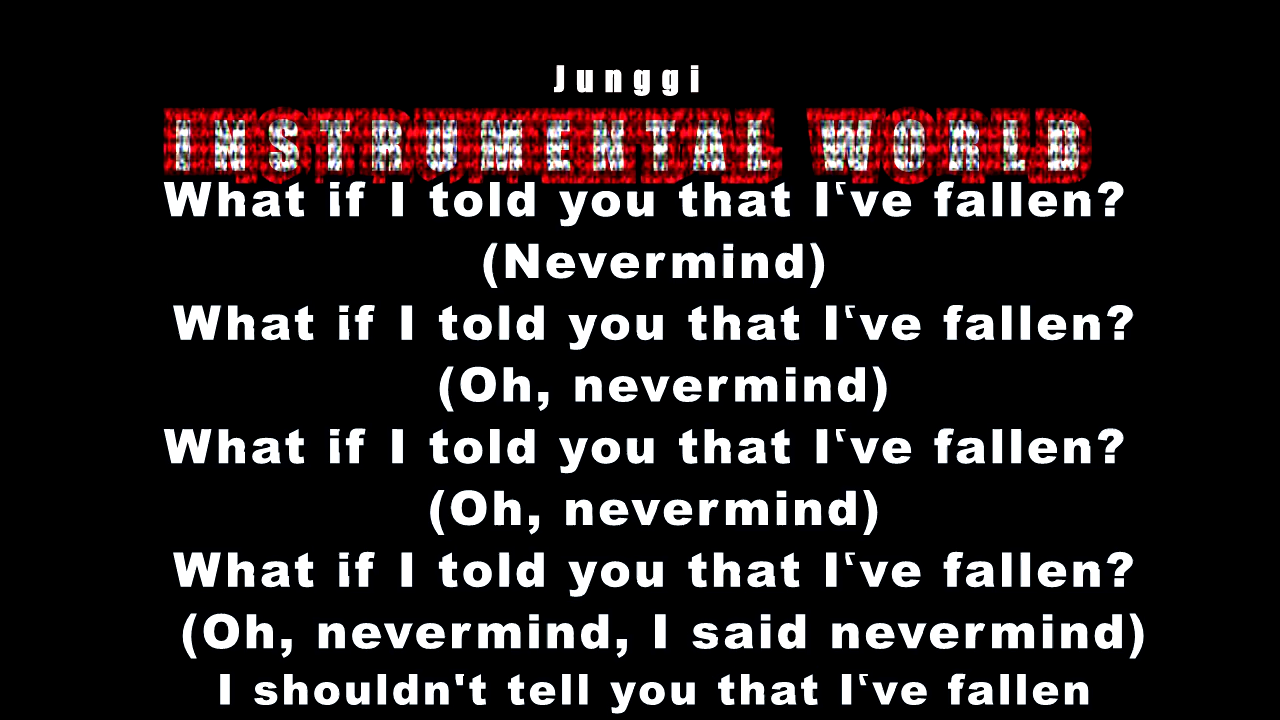 Junggi
INSTRUMENTAL WORLD
What if I told you that I‛ve fallen?
(Nevermind)
What if I told you that I‛ve fallen?
(Oh, nevermind)
What if I told you that I‛ve fallen?
(Oh, nevermind)
What if I told you that I‛ve fallen?
(Oh, nevermind, I said nevermind)
I shouldn't tell you that I‛ve fallen